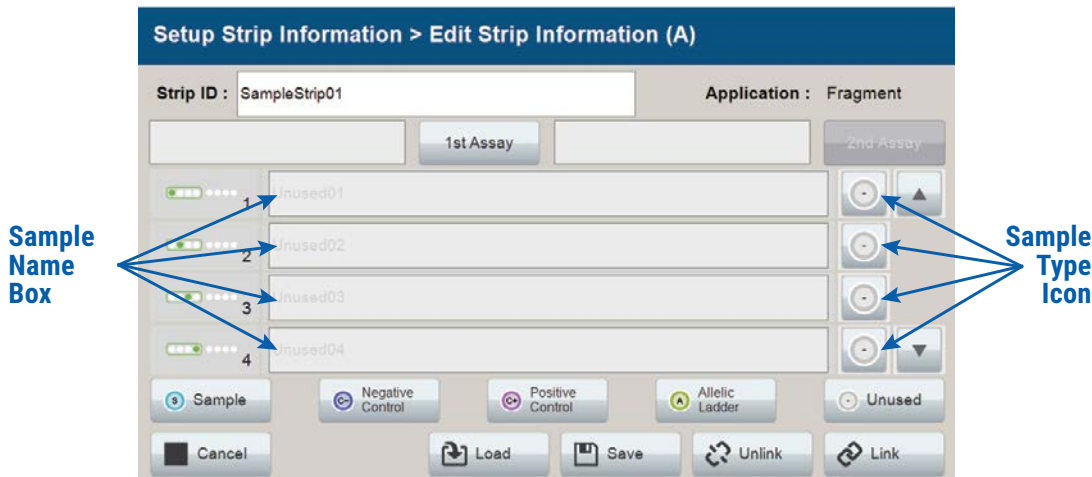 Setup Strip Information > Edit Strip Information (A)
Strip ID : SampleStrip01 Application : Fragment
1st Assay 2nd Assay
1 Unused01
2 Unused02
3 Unused03
4 Unused04
Sample
Name
Box
Sample
Type
Icon
S Sample C- Negative Control C+ Positive Control A Allelic Ladder - Unused
Cancel Load Save Unlink Link